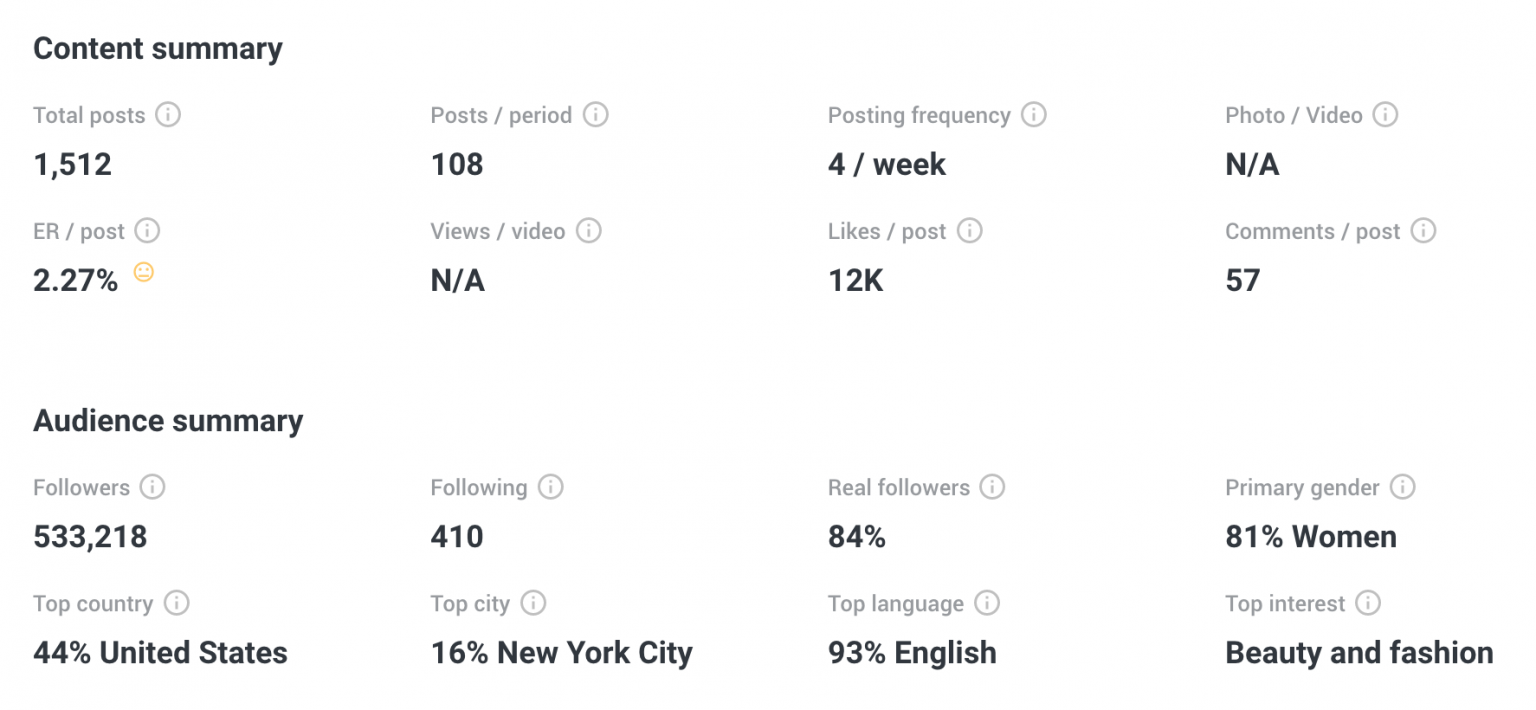 Content summary
Total posts Posts / period Posting frequency Photo / Video
1,512 108 4 / week N/A
ER / post Views / video Likes / post Comments / post
2.27% N/A 12K 57
Audience summary
Followers Following Real followers Primary gender
533,218 410 84% 81% Women
Top country Top city Top language Top interest
44% United States 16% New York City 93% English Beauty and fashion